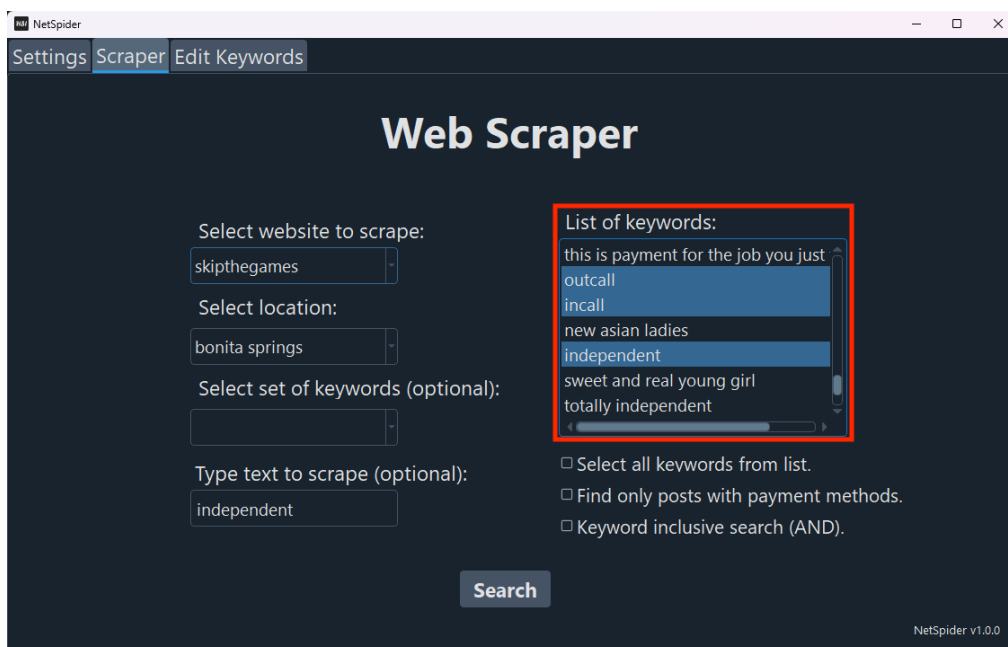 NetSpider
Settings Scraper Edit Keywords
Web Scraper
Select website to scrape:
skipthegames
Select location:
bonita springs
Select set of keywords (optional):
Type text to scrape (optional):
independent
List of keywords:
this is payment for the job you just
outcall
incall
new asian ladies
independent
sweet and real young girl
totally independent
Select all keywords from list.
Find only posts with payment methods.
Keyword inclusive search (AND).
Search
NetSpider v1.0.0